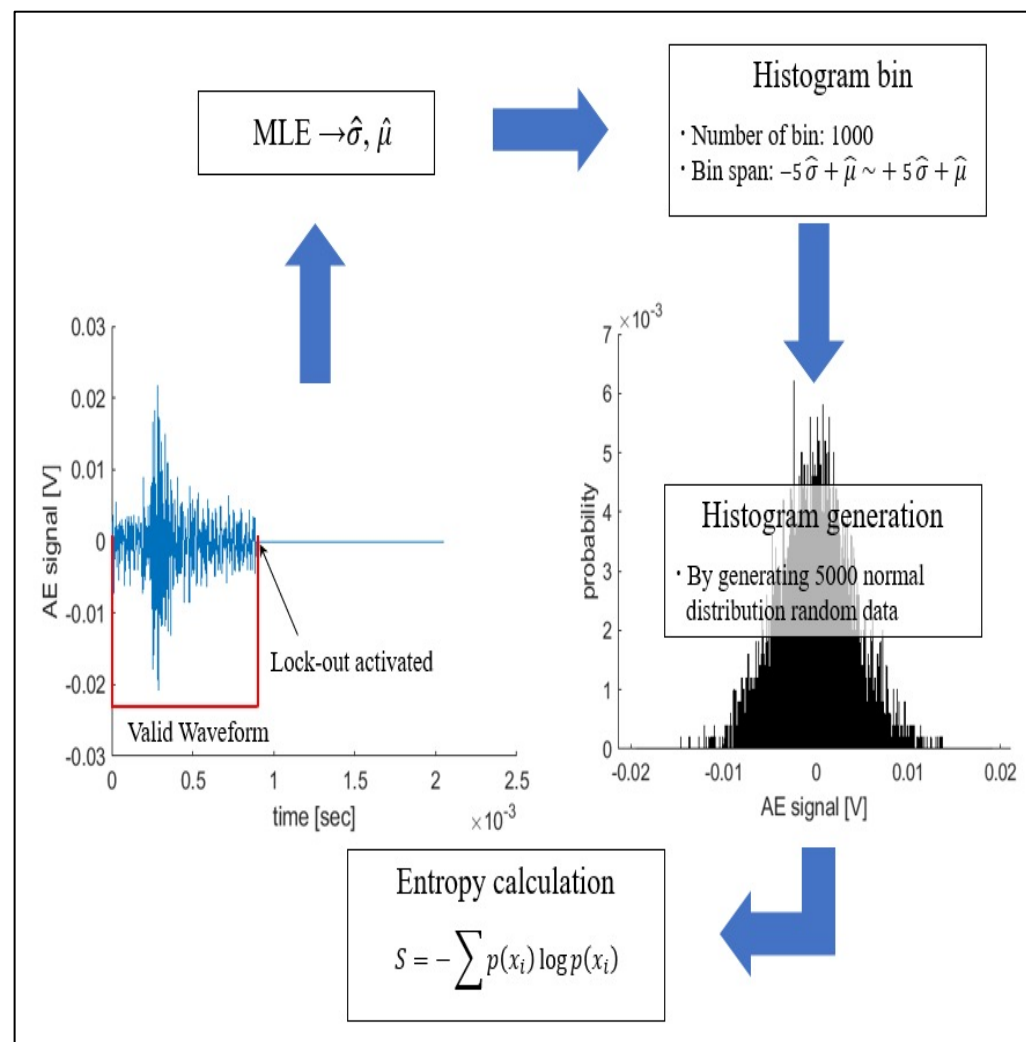 MLE →σ̂, μ̂
Histogram bin
· Number of bin: 1000
· Bin span: −5 σ̂ + μ̂ ~ + 5 σ̂ + μ̂
0.03
0.02
0.01
0
-0.01
-0.02
-0.03
AE signal [V]
Lock-out activated
Valid Waveform
0
0.5
1
1.5
2
2.5
time [sec]
×10⁻³
×10⁻³
7
6
5
4
3
2
1
0
probability
Histogram generation
· By generating 5000 normal
distribution random data
-0.02
-0.01
0
0.01
0.02
AE signal [V]
Entropy calculation
S = − ∑ p(xᵢ) log p(xᵢ)